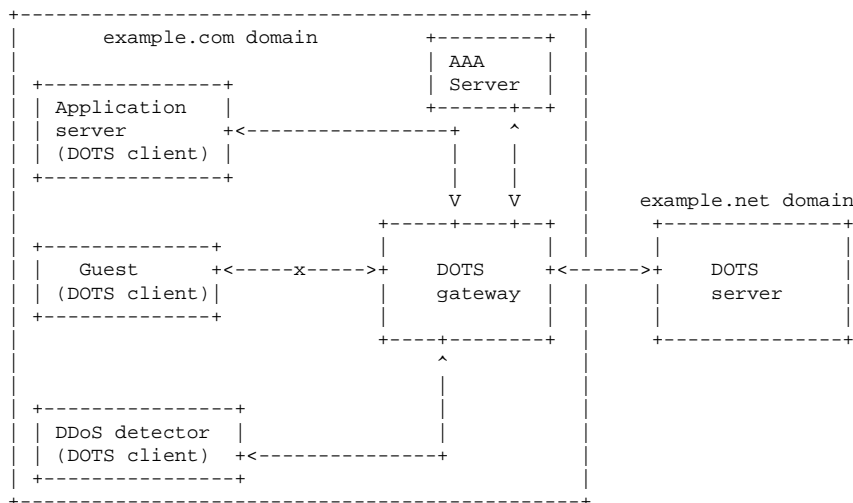 example.com domain
AAA
Server
Application
server
(DOTS client)
example.net domain
Guest
(DOTS client)
x
DOTS
gateway
DOTS
server
DDoS detector
(DOTS client)